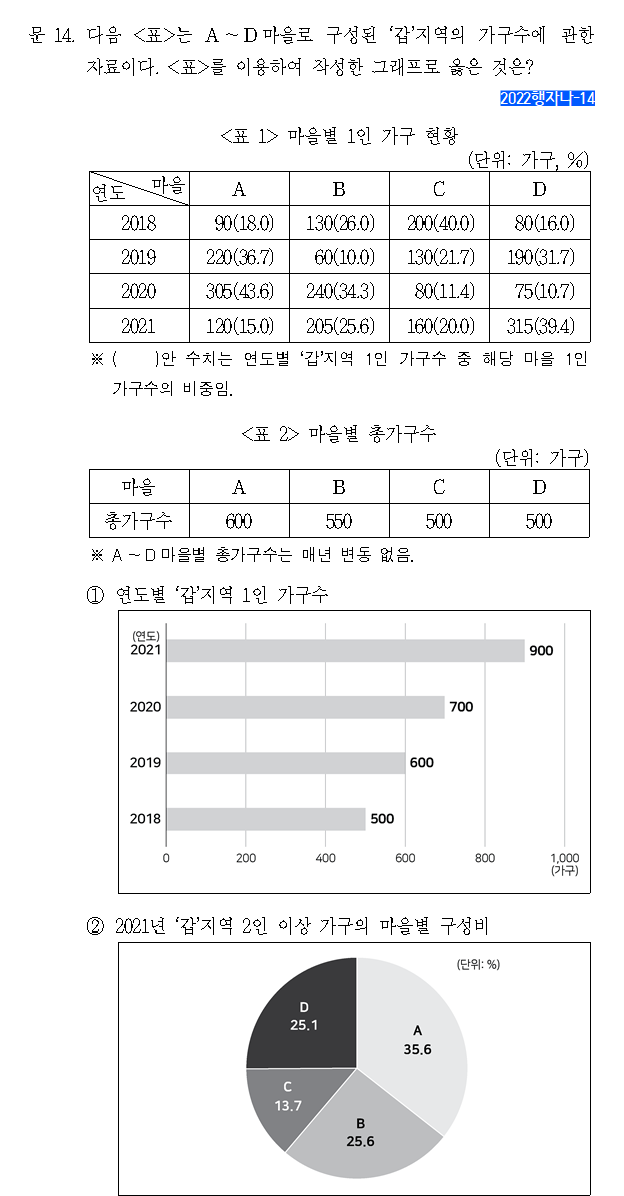 문 14. 다음 <표>는 A～D마을로 구성된 ‘갑’지역의 가구수에 관한
자료이다. <표>를 이용하여 작성한 그래프로 옳은 것은?
2022행자나-14
<표 1> 마을별 1인 가구 현황
(단위: 가구, %)
연도 마을 A B C D
2018 90(18.0) 130(26.0) 200(40.0) 80(16.0)
2019 220(36.7) 60(10.0) 130(21.7) 190(31.7)
2020 305(43.6) 240(34.3) 80(11.4) 75(10.7)
2021 120(15.0) 205(25.6) 160(20.0) 315(39.4)
※ ( )안 수치는 연도별 ‘갑’지역 1인 가구수 중 해당 마을 1인
가구수의 비중임.
<표 2> 마을별 총가구수
(단위: 가구)
마을 A B C D
총가구수 600 550 500 500
※ A～D마을별 총가구수는 매년 변동 없음.
① 연도별 ‘갑’지역 1인 가구수
(연도)
2021 900
2020 700
2019 600
2018 500
0 200 400 600 800 1,000
(가구)
② 2021년 ‘갑’지역 2인 이상 가구의 마을별 구성비
(단위: %)
D
25.1
A
35.6
C
13.7
B
25.6